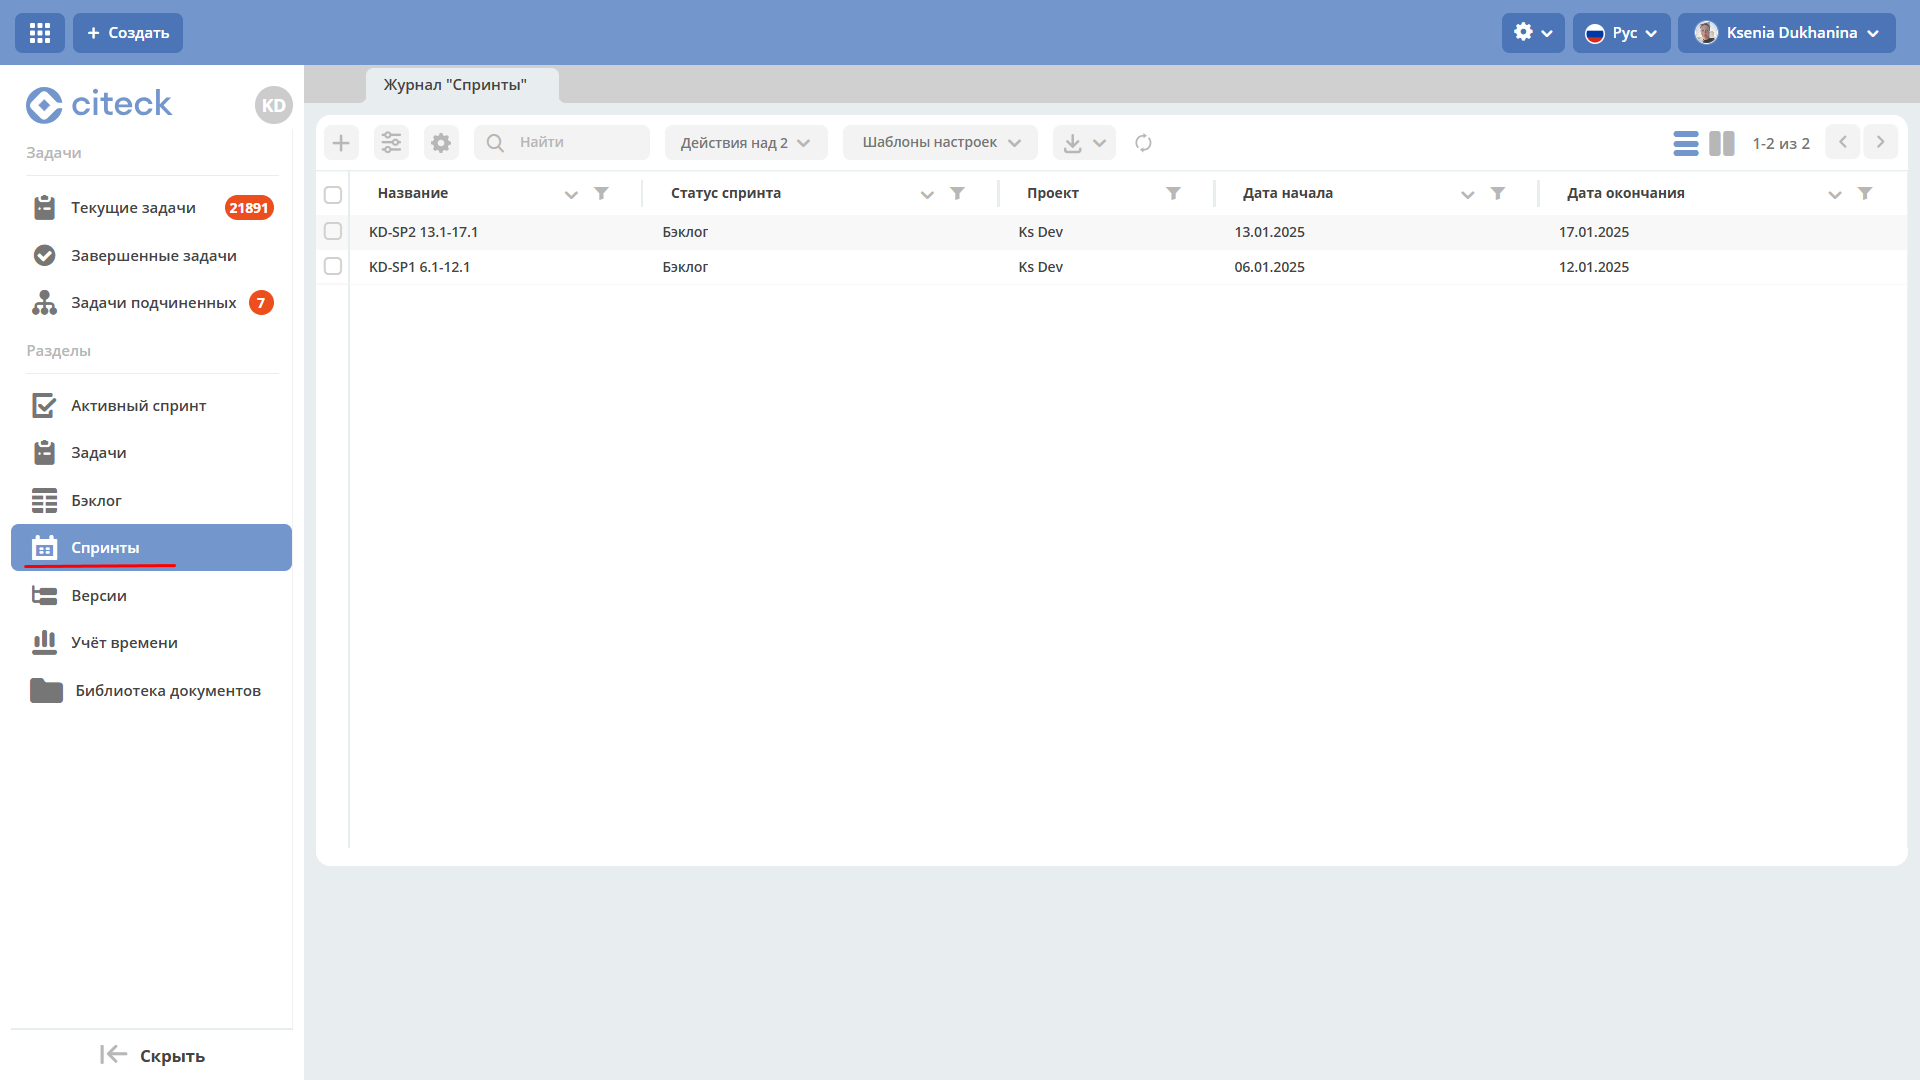 + Создать
Рус
Ksenia Dukhanina
citeck
KD
Журнал "Спринты"
Задачи
Текущие задачи 21891
Завершенные задачи
Задачи подчиненных 7
Разделы
Активный спринт
Задачи
Бэклог
Спринты
Версии
Учёт времени
Библиотека документов
Скрыть
Найти
Действия над 2
Шаблоны настроек
1-2 из 2
Название Статус спринта Проект Дата начала Дата окончания
KD-SP2 13.1-17.1 Бэклог Ks Dev 13.01.2025 17.01.2025
KD-SP1 6.1-12.1 Бэклог Ks Dev 06.01.2025 12.01.2025